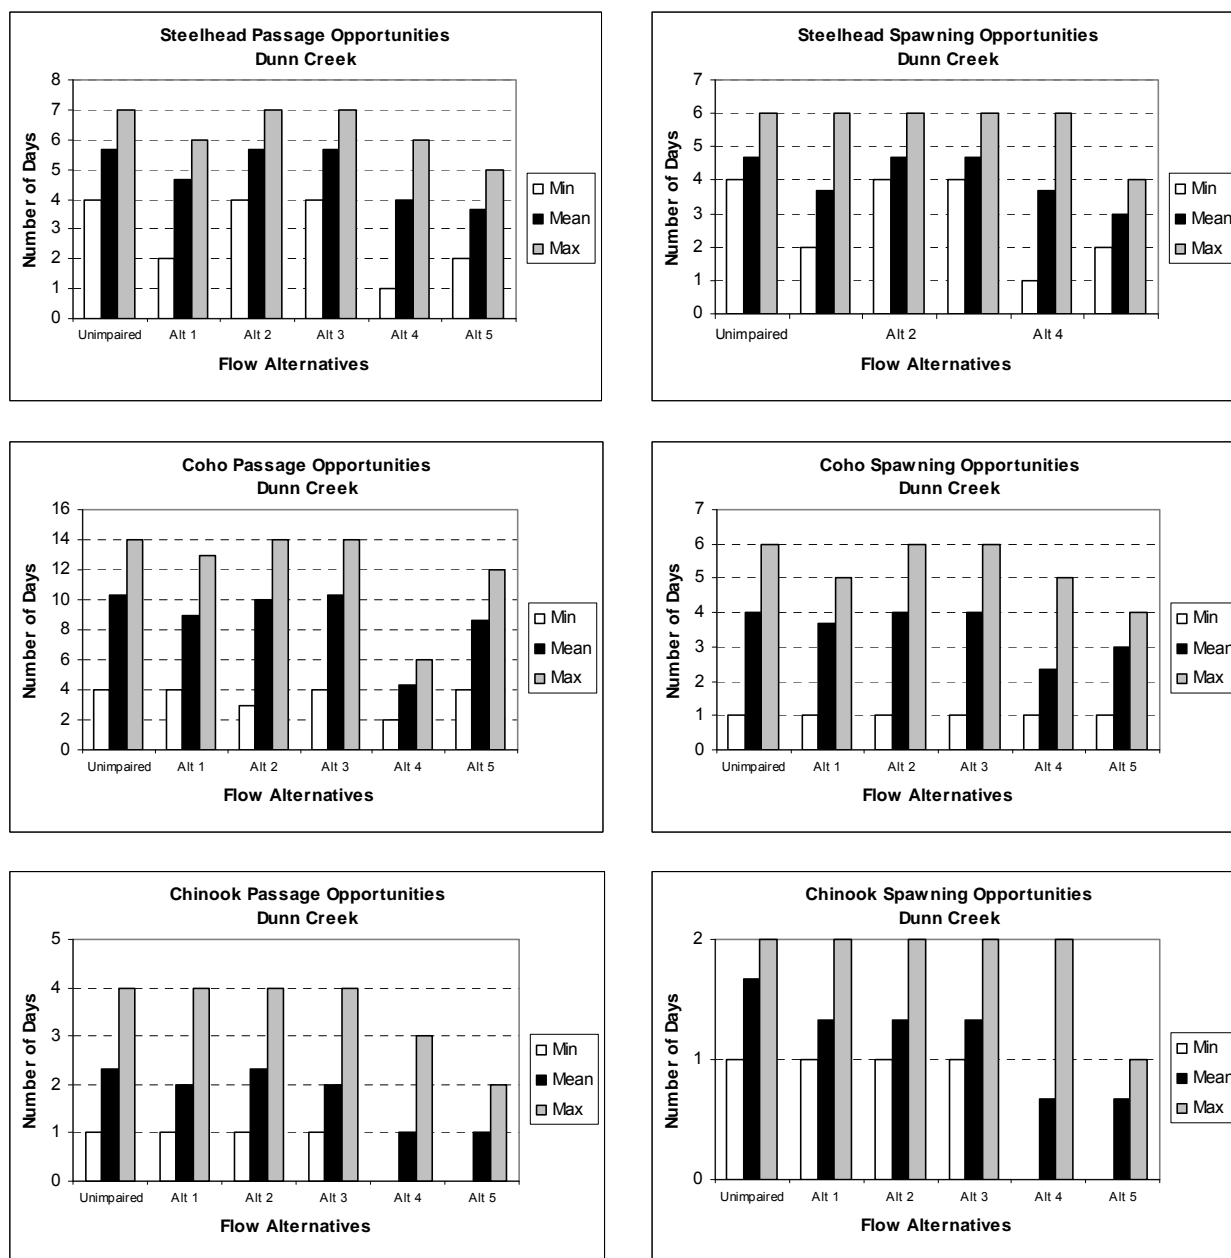 Steelhead Passage Opportunities
Dunn Creek
8
7
6
5
4
3
2
1
0
Number of Days
Unimpaired Alt 1 Alt 2 Alt 3 Alt 4 Alt 5
Flow Alternatives
Min
Mean
Max
Steelhead Spawning Opportunities
Dunn Creek
7
6
5
4
3
2
1
0
Number of Days
Unimpaired Alt 2 Alt 4
Flow Alternatives
Min
Mean
Max
Coho Passage Opportunities
Dunn Creek
16
14
12
10
8
6
4
2
0
Number of Days
Unimpaired Alt 1 Alt 2 Alt 3 Alt 4 Alt 5
Flow Alternatives
Min
Mean
Max
Coho Spawning Opportunities
Dunn Creek
7
6
5
4
3
2
1
0
Number of Days
Unimpaired Alt 1 Alt 2 Alt 3 Alt 4 Alt 5
Flow Alternatives
Min
Mean
Max
Chinook Passage Opportunities
Dunn Creek
5
4
3
2
1
0
Number of Days
Unimpaired Alt 1 Alt 2 Alt 3 Alt 4 Alt 5
Flow Alternatives
Min
Mean
Max
Chinook Spawning Opportunities
Dunn Creek
2
1
0
Number of Days
Unimpaired Alt 1 Alt 2 Alt 3 Alt 4 Alt 5
Flow Alternatives
Min
Mean
Max